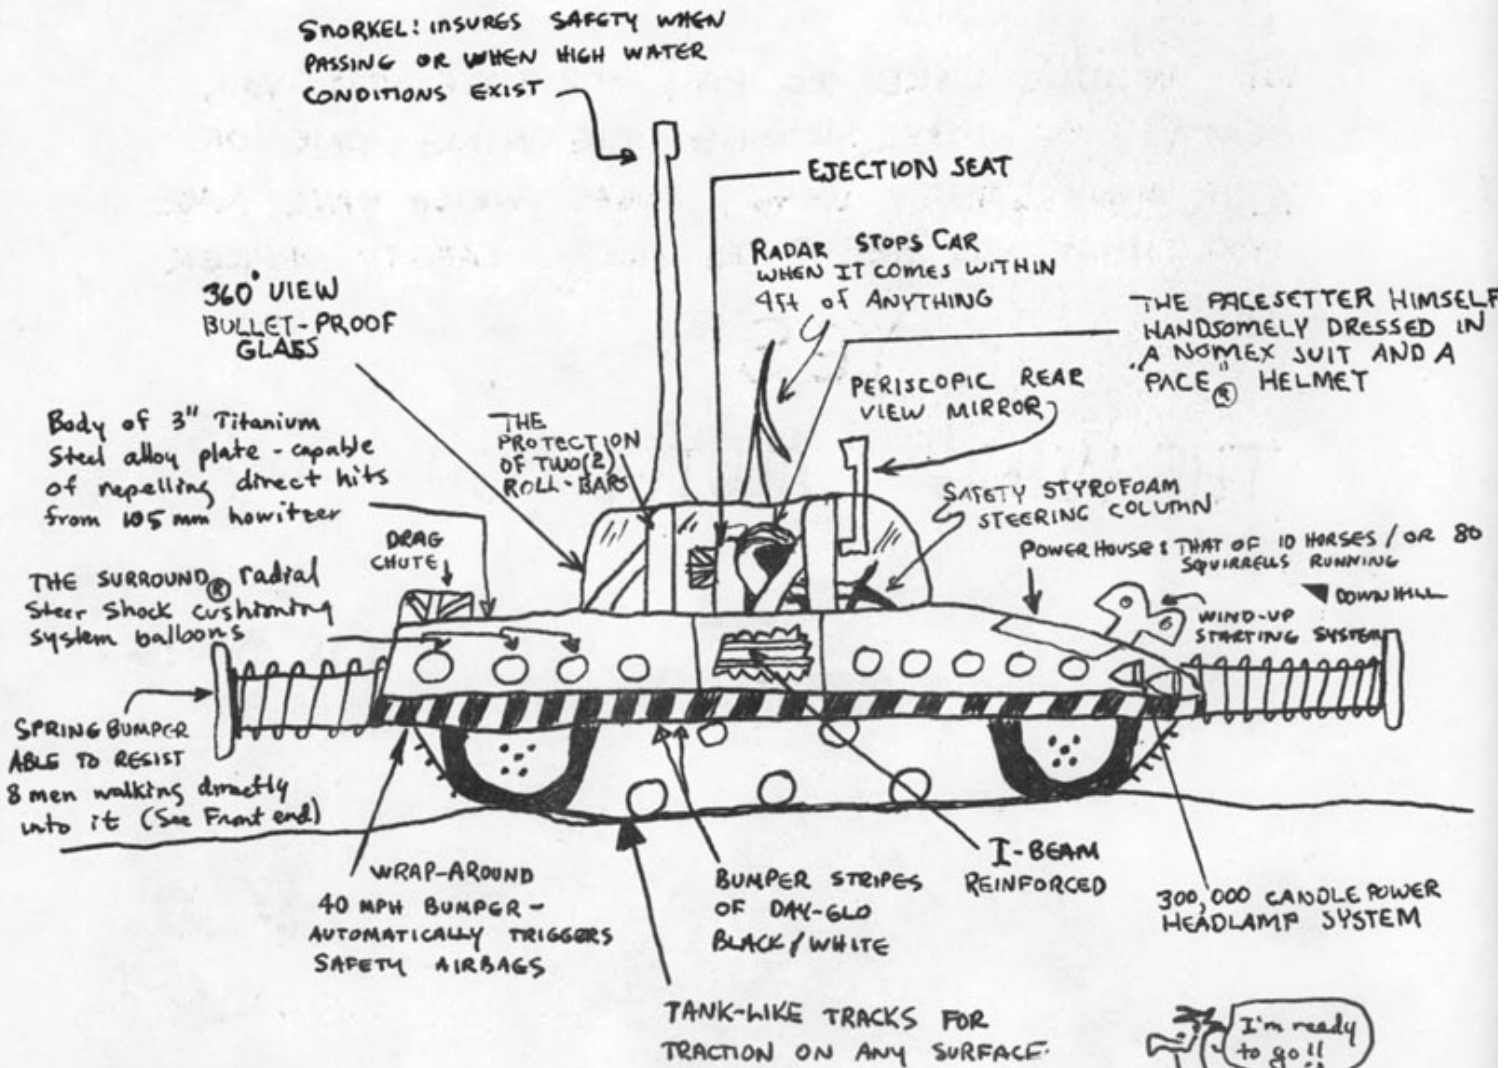 SNORKEL: INSURES SAFETY WHEN
PASSING OR WHEN HIGH WATER
CONDITIONS EXIST
EJECTION SEAT
RADAR STOPS CAR
WHEN IT COMES WITHIN
4ft of ANYTHING
360° VIEW
BULLET-PROOF
GLASS
THE PACESETTER HIMSELF
HANDSOMELY DRESSED IN
A NOMEX SUIT AND A
"PACE"® HELMET
PERISCOPIC REAR
VIEW MIRROR
Body of 3" Titanium
Steel alloy plate - capable
of repelling direct hits
from 105 mm howitzer
THE
PROTECTION
OF TWO(2)
ROLL-BARS
SAFETY STYROFOAM
STEERING COLUMN
DRAG
CHUTE
POWER HOUSE: THAT OF 10 HORSES / OR 80
SQUIRRELS RUNNING
DOWNHILL
THE SURROUND® radial
Steer Shock cushioning
system balloons
WIND-UP
STARTING SYSTEM
SPRING BUMPER
ABLE TO RESIST
8 men walking directly
into it (See Front end)
WRAP-AROUND
40 MPH BUMPER -
AUTOMATICALLY TRIGGERS
SAFETY AIRBAGS
BUMPER STRIPES
OF DAY-GLO
BLACK/WHITE
I-BEAM
REINFORCED
300,000 CANDLE POWER
HEADLAMP SYSTEM
TANK-LIKE TRACKS FOR
TRACTION ON ANY SURFACE.
I'm ready
to go!!